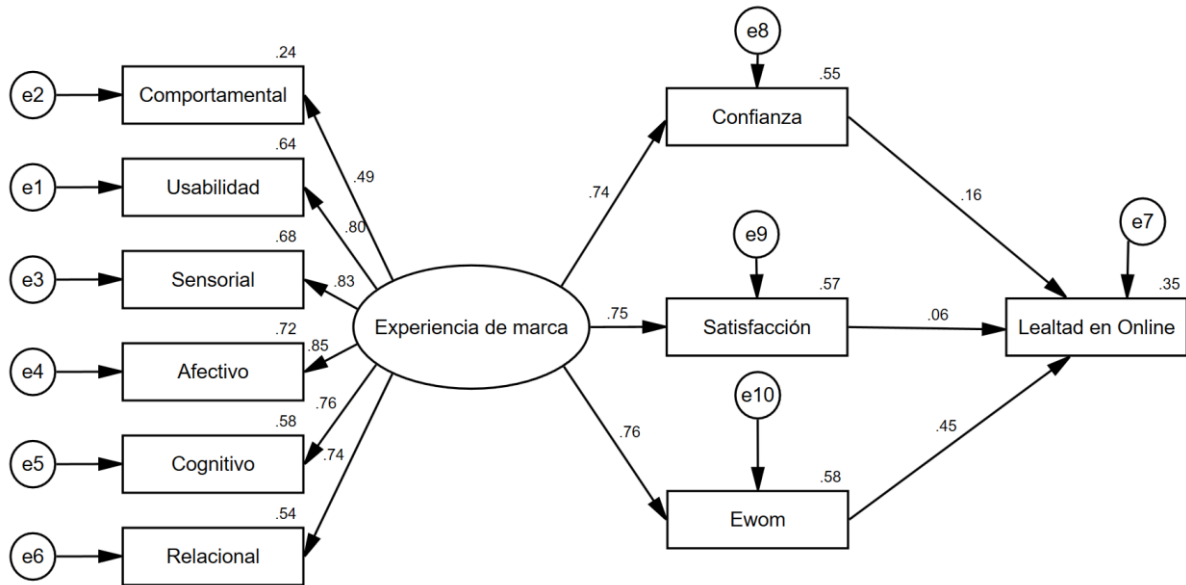 e8
.24
.55
e2
Comportamental
Confianza
.64
e1
Usabilidad
.49
.74
.16
.80
e9
e7
.68
e3
Sensorial
.83
.57
.35
Experiencia de marca
.75
Satisfacción
.06
Lealtad en Online
.72
e4
Afectivo
.85
e10
.76
.76
.45
.58
e5
Cognitivo
.74
.58
Ewom
.54
e6
Relacional